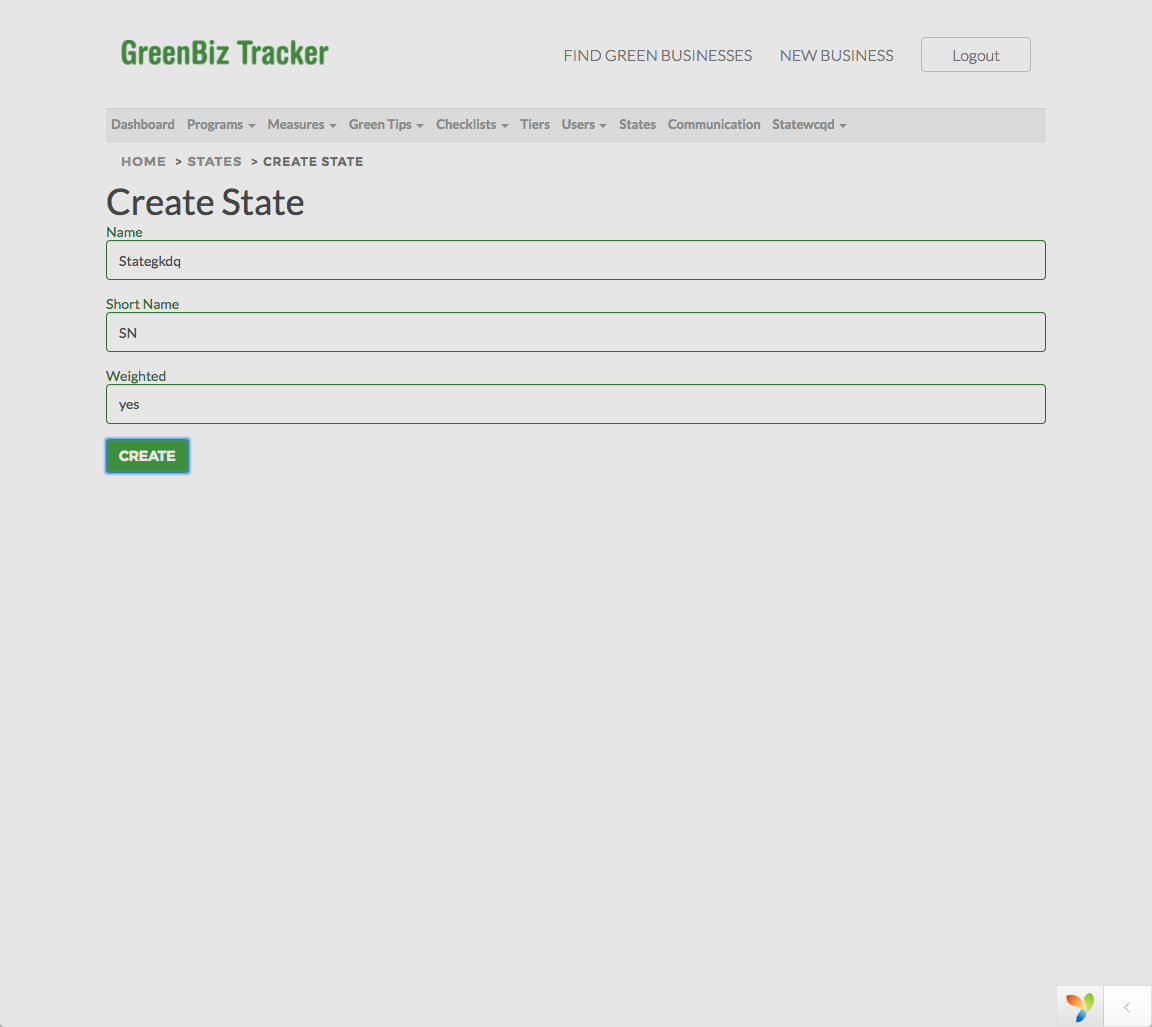 GreenBiz Tracker
FIND GREEN BUSINESSES NEW BUSINESS Logout
Dashboard Programs Measures Green Tips Checklists Tiers Users States Communication Statewcqd
HOME > STATES > CREATE STATE
Create State
Name
Stategkdq
Short Name
SN
Weighted
yes
CREATE